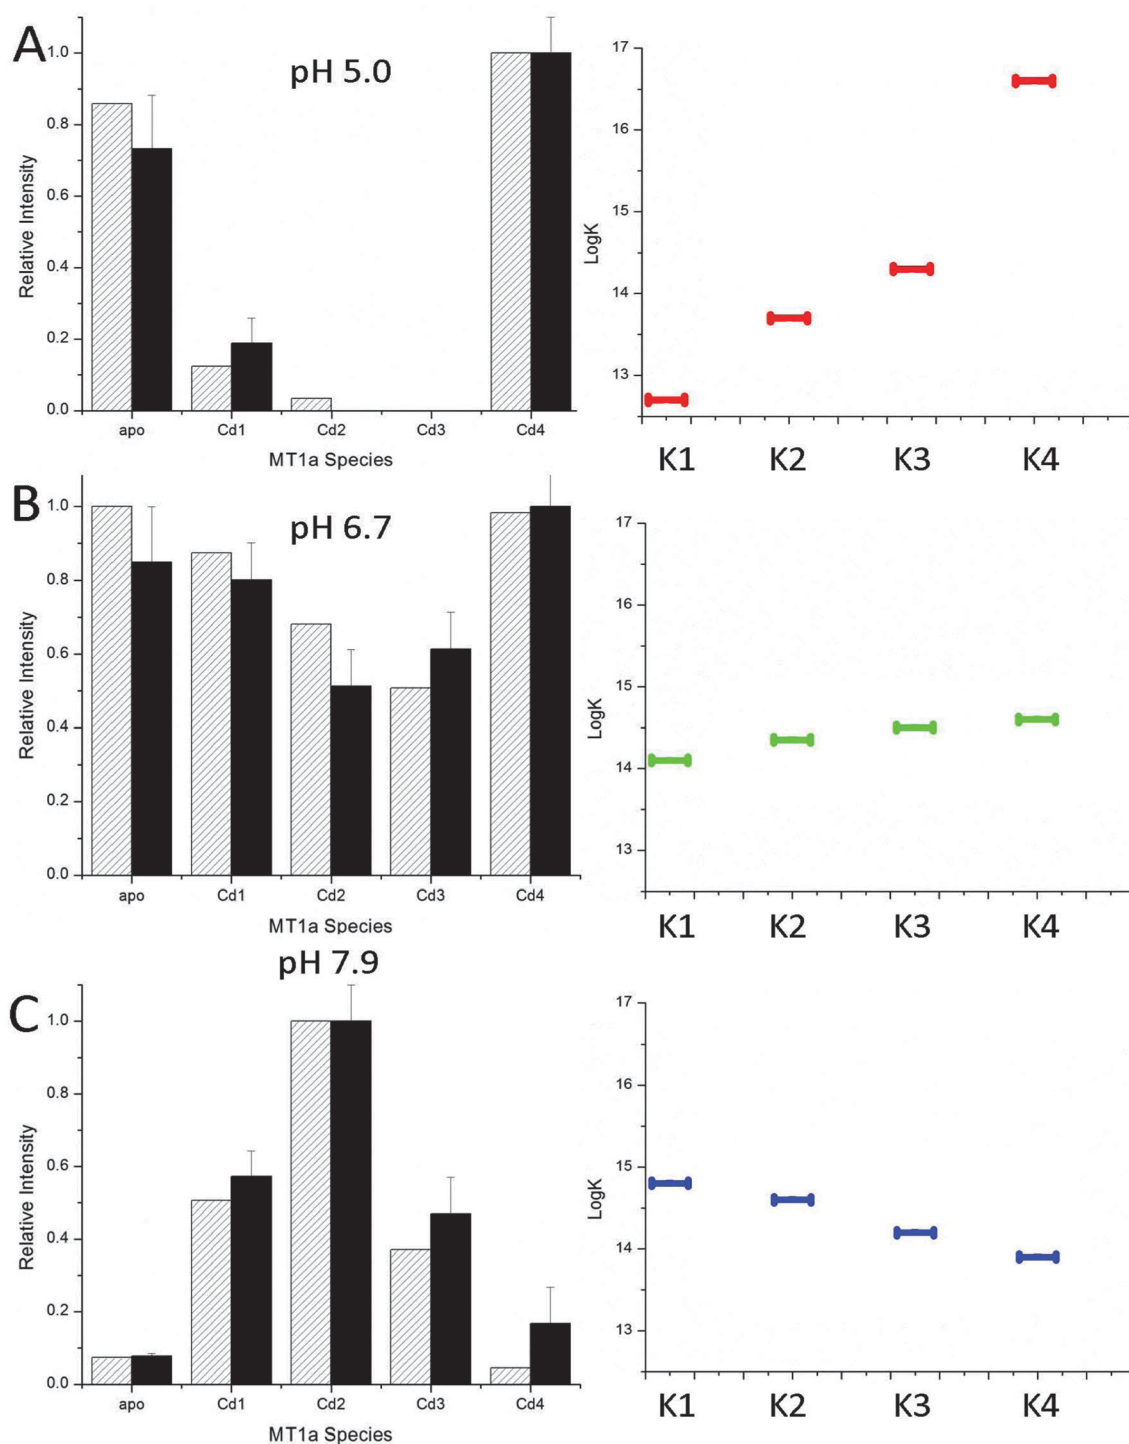 A
pH 5.0
Relative Intensity
1.0
0.8
0.6
0.4
0.2
0.0
apo Cd1 Cd2 Cd3 Cd4
MT1a Species
LogK
17
16
15
14
13
K1 K2 K3 K4
B
pH 6.7
Relative Intensity
1.0
0.8
0.6
0.4
0.2
0.0
apo Cd1 Cd2 Cd3 Cd4
MT1a Species
LogK
17
16
15
14
13
K1 K2 K3 K4
C
pH 7.9
Relative Intensity
1.0
0.8
0.6
0.4
0.2
0.0
apo Cd1 Cd2 Cd3 Cd4
MT1a Species
LogK
17
16
15
14
13
K1 K2 K3 K4